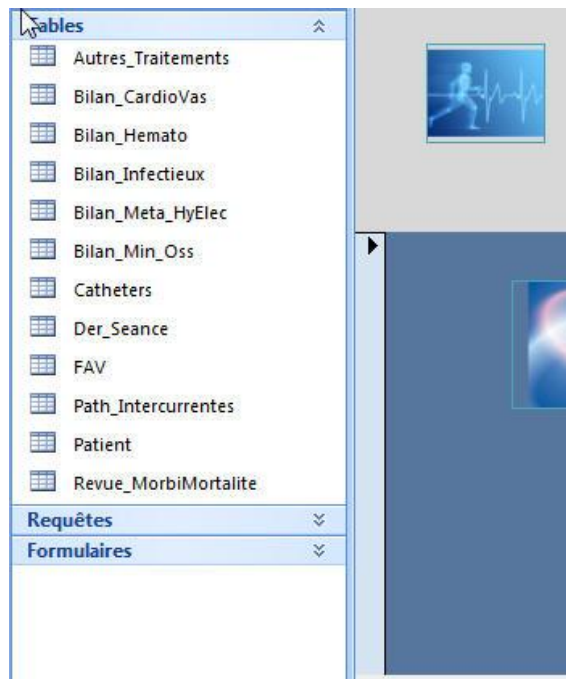 Tables
Autres_Traitements
Bilan_CardioVas
Bilan_Hemato
Bilan_Infectieux
Bilan_Meta_HyElec
Bilan_Min_Oss
Catheters
Der_Seance
FAV
Path_Intercurrentes
Patient
Revue_MorbiMortalite
Requêtes
Formulaires